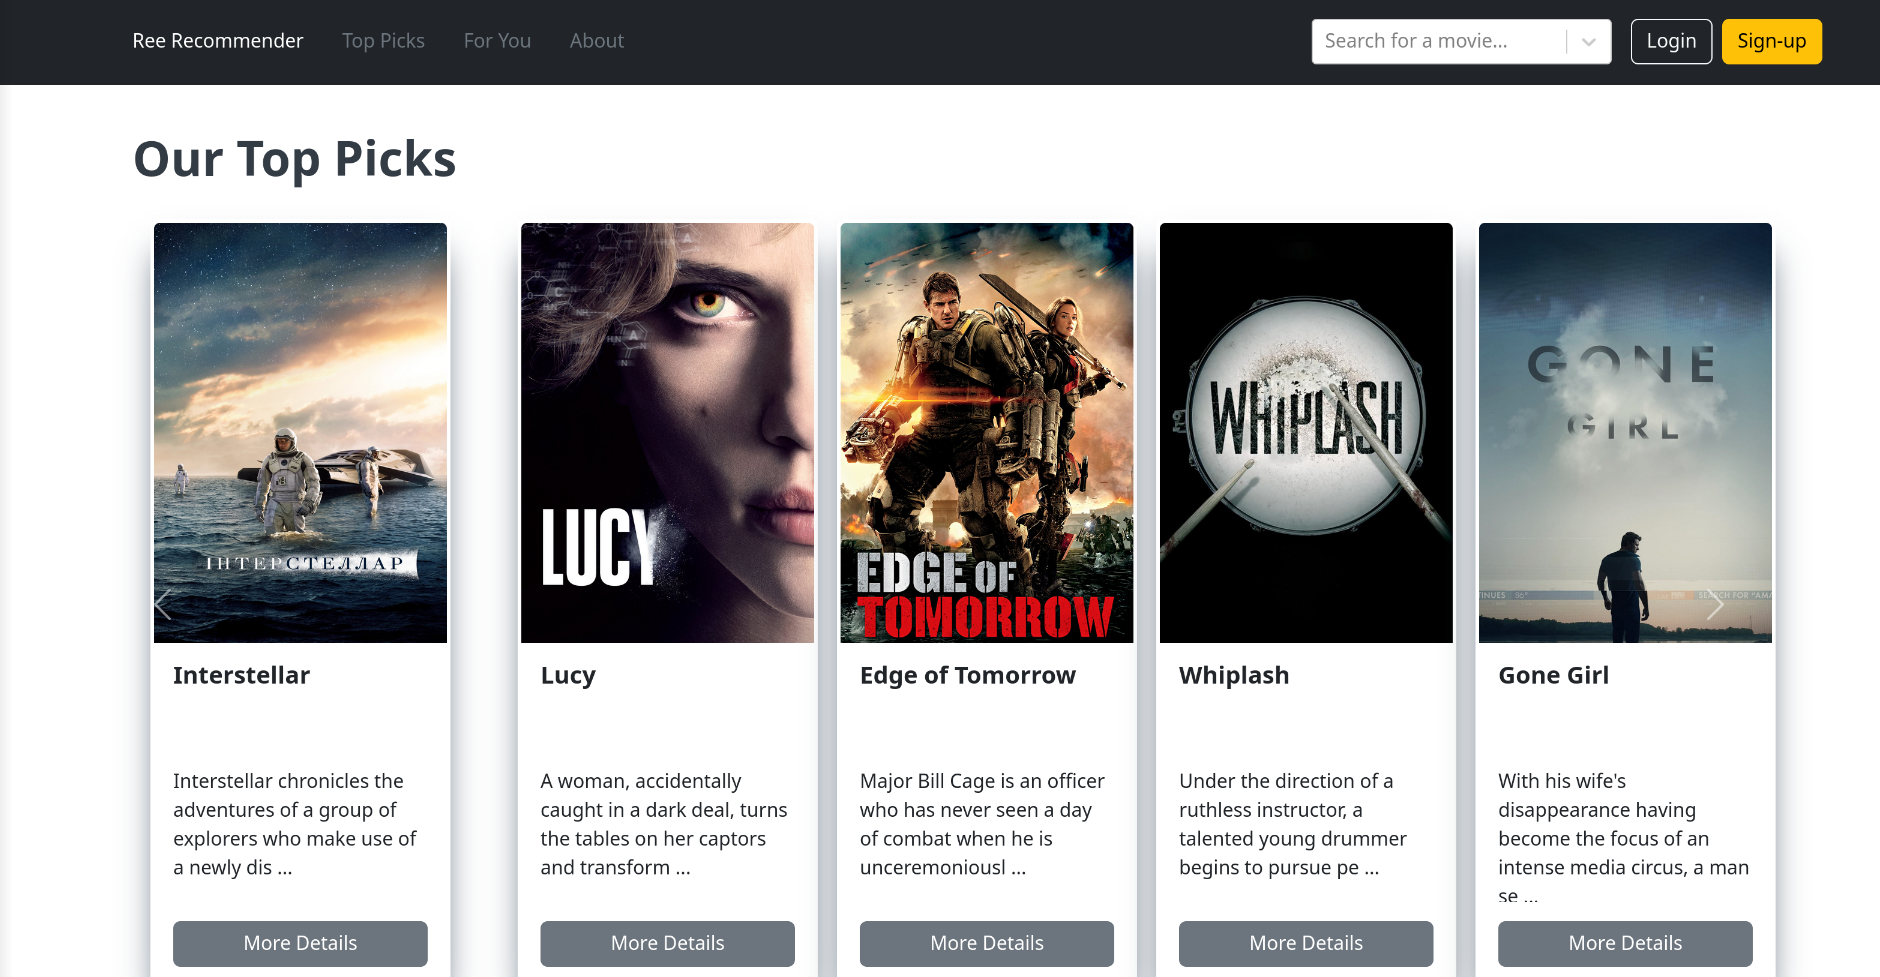 Ree Recommender
Top Picks
For You
About
Search for a movie...
Login
Sign-up
Our Top Picks
ІНТЕРСТЕЛЛАР
LUCY
EDGE OF
TOMORROW
WHIPLASH
GONE
GIRL
TINUES 86° SEARCH FOR "AMA
Interstellar
Lucy
Edge of Tomorrow
Whiplash
Gone Girl
Interstellar chronicles the
adventures of a group of
explorers who make use of
a newly dis ...
A woman, accidentally
caught in a dark deal, turns
the tables on her captors
and transform ...
Major Bill Cage is an officer
who has never seen a day
of combat when he is
unceremoniousl ...
Under the direction of a
ruthless instructor, a
talented young drummer
begins to pursue pe ...
With his wife's
disappearance having
become the focus of an
intense media circus, a man
se ...
More Details
More Details
More Details
More Details
More Details